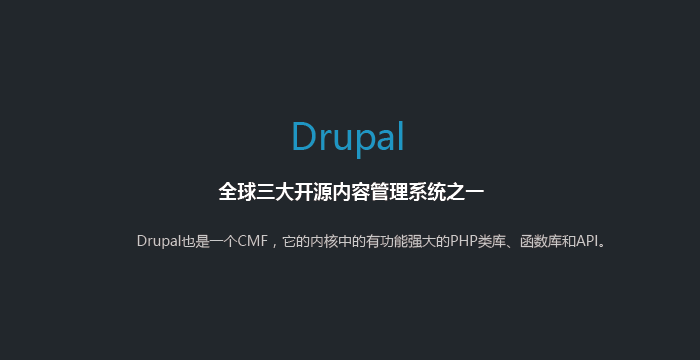 Drupal
全球三大开源内容管理系统之一
Drupal也是一个CMF，它的内核中的有功能强大的PHP类库、函数库和API。